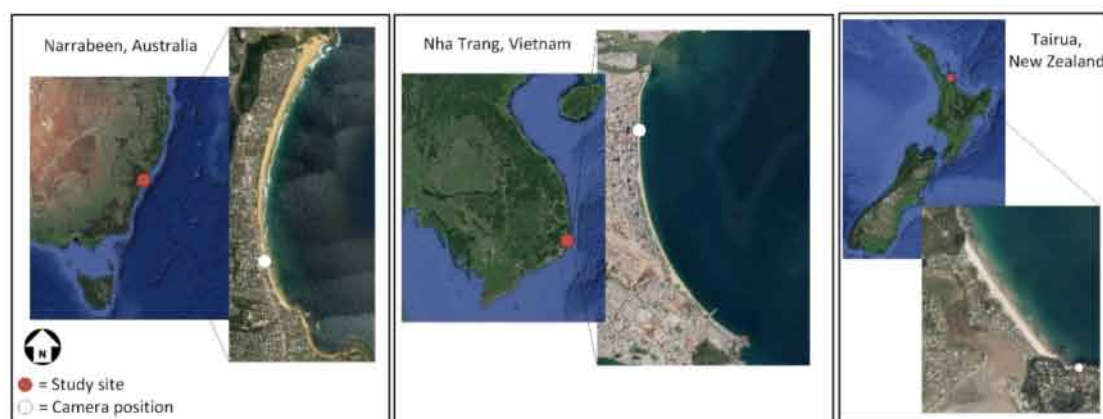 Narrabeen, Australia
Nha Trang, Vietnam
Tairua,
New Zealand
N
= Study site
= Camera position